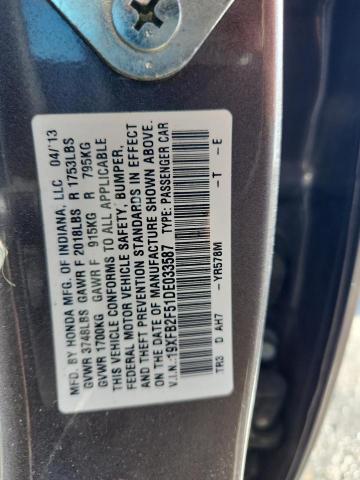 MFD. BY HONDA MFG. OF INDIANA, LLC 04/13
GVWR 3748LBS GAWR F 2018LBS R 1753LBS
GVWR 1700KG GAWR F 915KG R 795KG
THIS VEHICLE CONFORMS TO ALL APPLICABLE
FEDERAL MOTOR VEHICLE SAFETY, BUMPER,
AND THEFT PREVENTION STANDARDS IN EFFECT
ON THE DATE OF MANUFACTURE SHOWN ABOVE.
V.I.N.:19XFB2F51DE033587 TYPE: PASSENGER CAR
TR3 D AH7 -YR578M -T -E